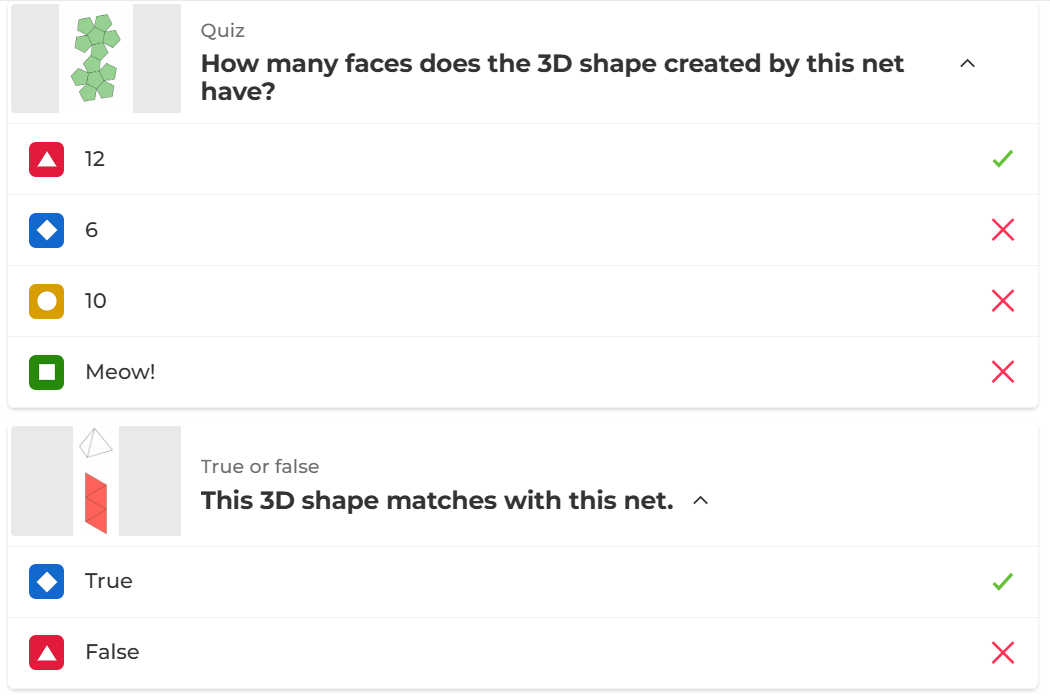 Quiz
How many faces does the 3D shape created by this net
have?
12
6
10
Meow!
True or false
This 3D shape matches with this net.
True
False